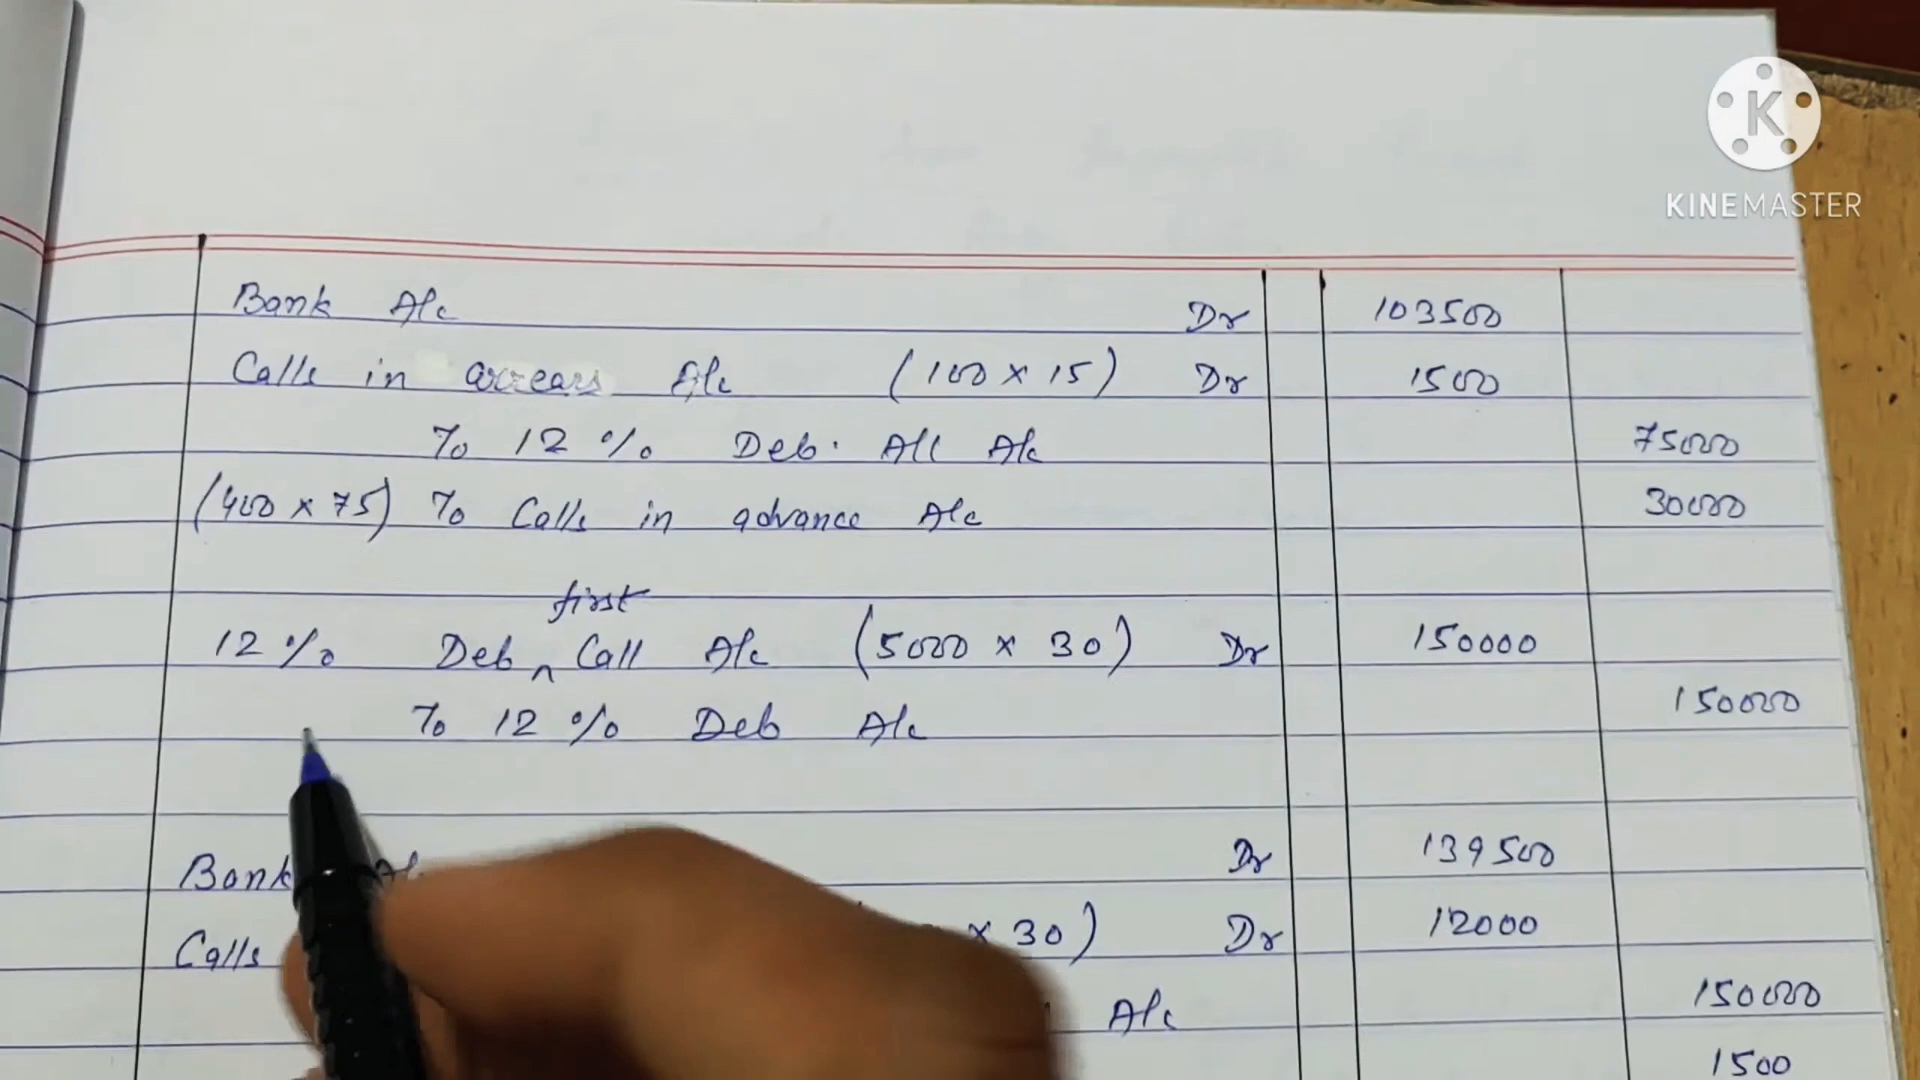 K
KINEMASTER
Bank A/c Dr 103500
Calls in arrears A/c (100 × 15) Dr 1500
To 12 % Deb. All A/c 75000
(400 × 75) To Calls in advance A/c 30000
first
12 % Deb ^ Call A/c (5000 × 30) Dr 150000
To 12 % Deb A/c 150000
Bank A/c Dr 139500
Calls × 30) Dr 12000
A/c 150000
1500